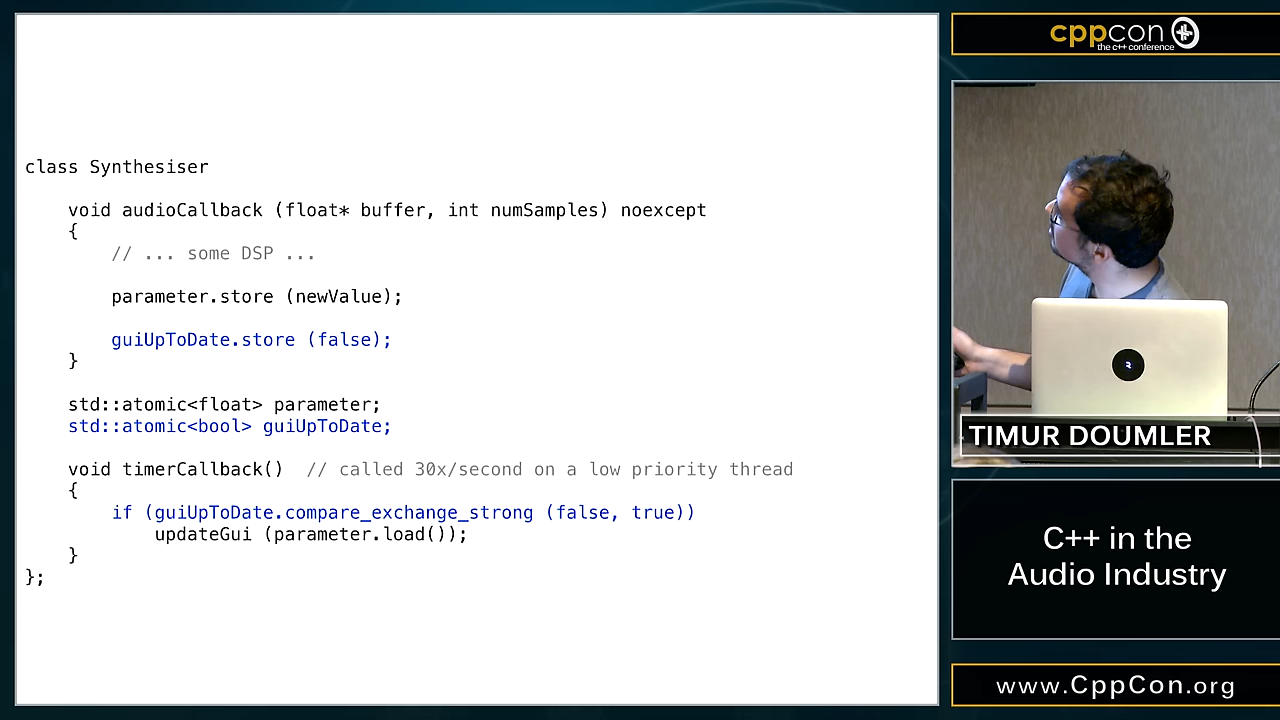 class Synthesiser
void audioCallback (float* buffer, int numSamples) noexcept
{
// ... some DSP ...
parameter.store (newValue);
guiUpToDate.store (false);
}
std::atomic<float> parameter;
std::atomic<bool> guiUpToDate;
void timerCallback() // called 30x/second on a low priority thread
{
if (guiUpToDate.compare_exchange_strong (false, true))
updateGui (parameter.load());
}
};
cppcon
the c++ conference
TIMUR DOUMLER
C++ in the
Audio Industry
www.CppCon.org